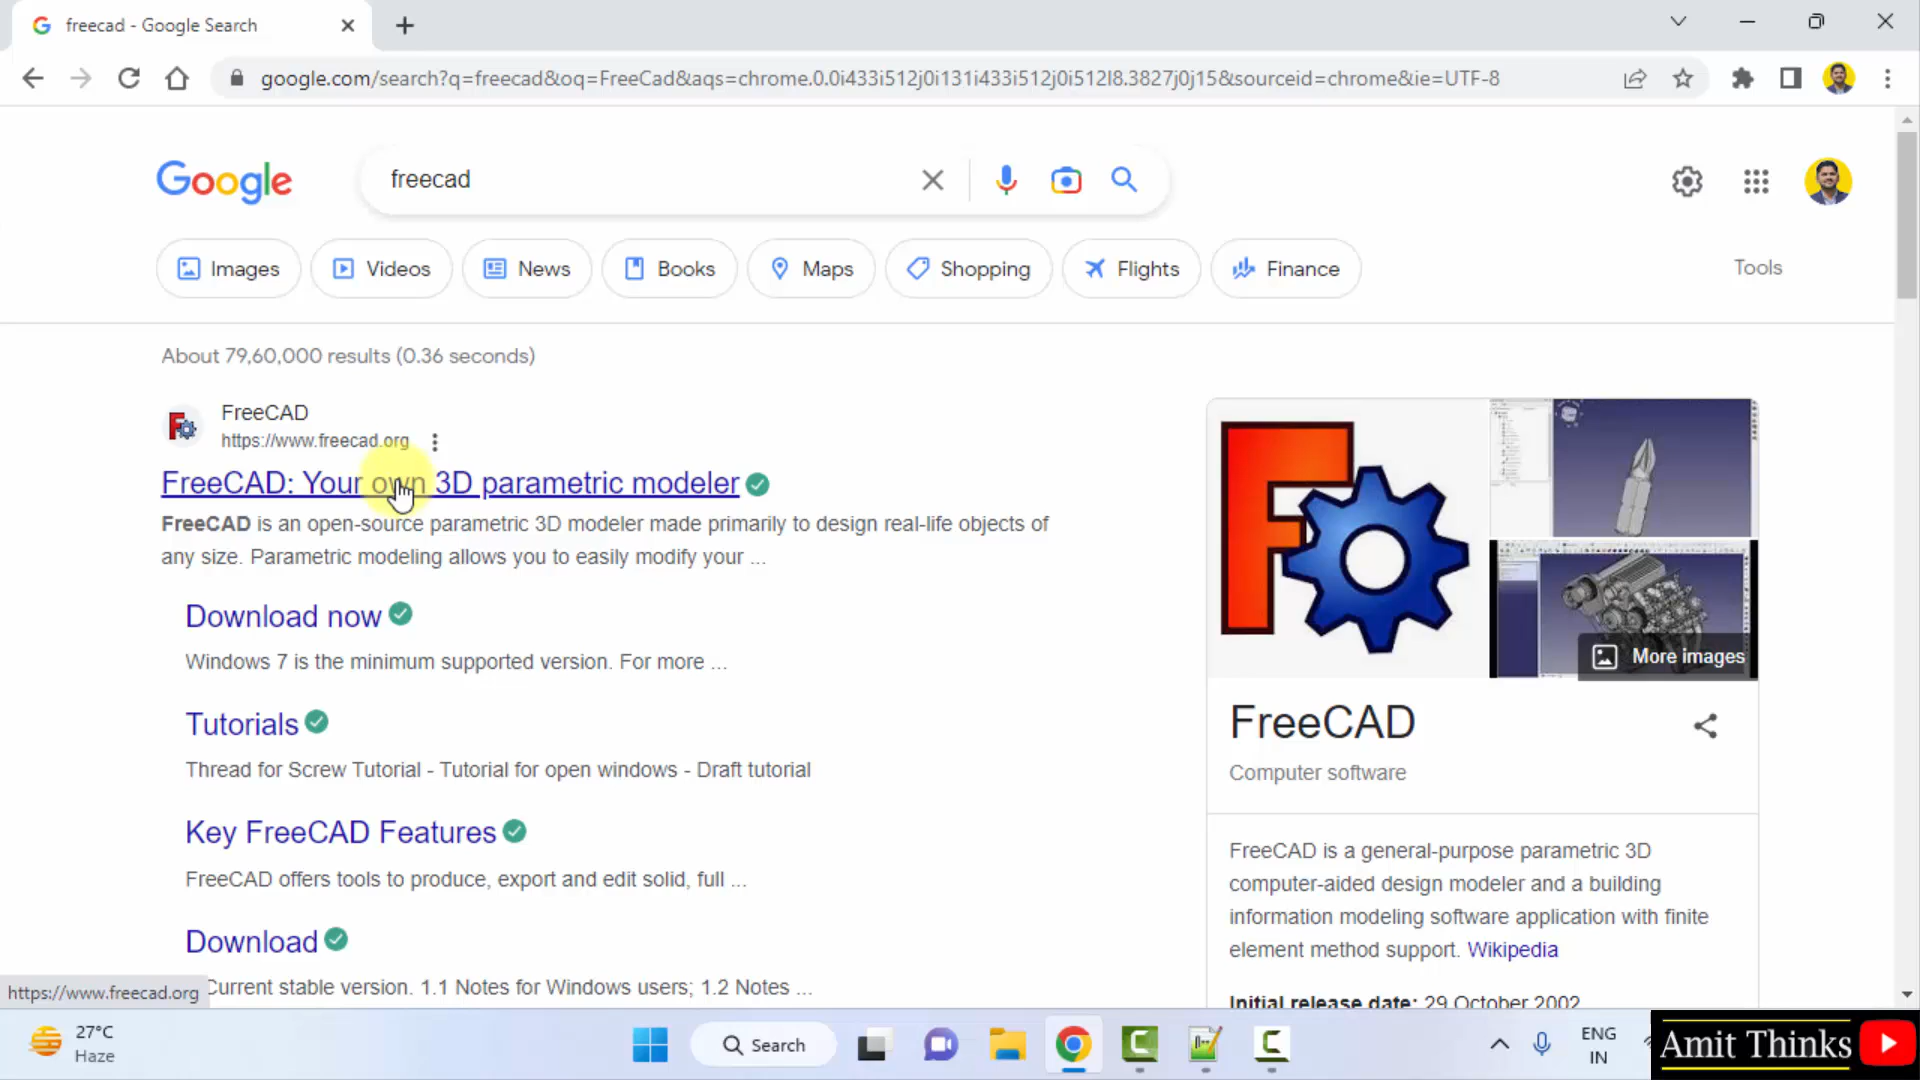 freecad - Google Search
google.com/search?q=freecad&oq=FreeCad&aqs=chrome.0.0i433i512j0i131i433i512j0i512l8.3827j0j15&sourceid=chrome&ie=UTF-8
Google
freecad
Images
Videos
News
Books
Maps
Shopping
Flights
Finance
Tools
About 79,60,000 results (0.36 seconds)
FreeCAD
https://www.freecad.org
FreeCAD: Your own 3D parametric modeler
FreeCAD is an open-source parametric 3D modeler made primarily to design real-life objects of
any size. Parametric modeling allows you to easily modify your ...
Download now
Windows 7 is the minimum supported version. For more ...
Tutorials
Thread for Screw Tutorial - Tutorial for open windows - Draft tutorial
Key FreeCAD Features
FreeCAD offers tools to produce, export and edit solid, full ...
Download
Current stable version. 1.1 Notes for Windows users; 1.2 Notes ...
More images
FreeCAD
Computer software
FreeCAD is a general-purpose parametric 3D
computer-aided design modeler and a building
information modeling software application with finite
element method support. Wikipedia
Initial release date: 29 October 2002
https://www.freecad.org
27°C
Haze
Search
ENG
IN
Amit Thinks